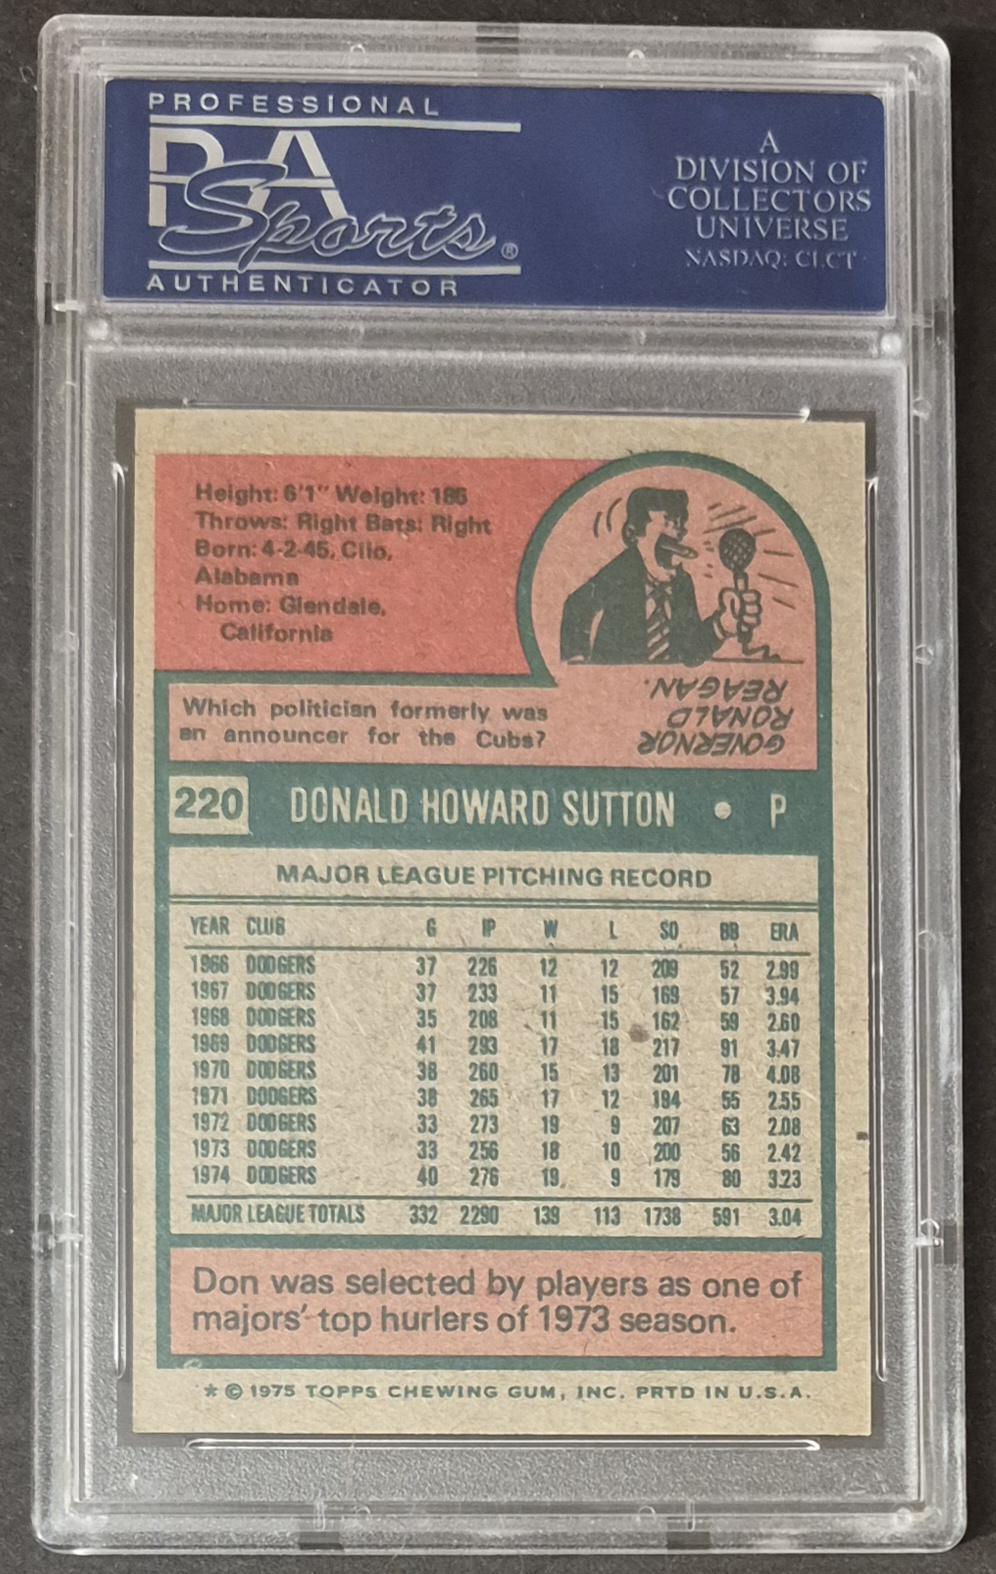 PROFESSIONAL
PSA
Sports®
AUTHENTICATOR
A
DIVISION OF
COLLECTORS
UNIVERSE
NASDAQ: CLCT
Height: 6'1" Weight: 185
Throws: Right Bats: Right
Born: 4-2-45, Clio,
Alabama
Home: Glendale,
California
Which politician formerly was
an announcer for the Cubs?
GOVERNOR
RONALD
REAGAN.
220 DONALD HOWARD SUTTON • P
MAJOR LEAGUE PITCHING RECORD
YEAR CLUB G IP W L SO BB ERA
1966 DODGERS 37 226 12 12 209 52 2.99
1967 DODGERS 37 233 11 15 169 57 3.94
1968 DODGERS 35 208 11 15 162 59 2.60
1969 DODGERS 41 293 17 18 217 91 3.47
1970 DODGERS 38 260 15 13 201 78 4.08
1971 DODGERS 38 265 17 12 194 55 2.55
1972 DODGERS 33 273 19 9 207 63 2.08
1973 DODGERS 33 256 18 10 200 56 2.42
1974 DODGERS 40 276 19 9 179 80 3.23
MAJOR LEAGUE TOTALS 332 2290 139 113 1738 591 3.04
Don was selected by players as one of
majors' top hurlers of 1973 season.
* © 1975 TOPPS CHEWING GUM, INC. PRTD IN U.S.A.